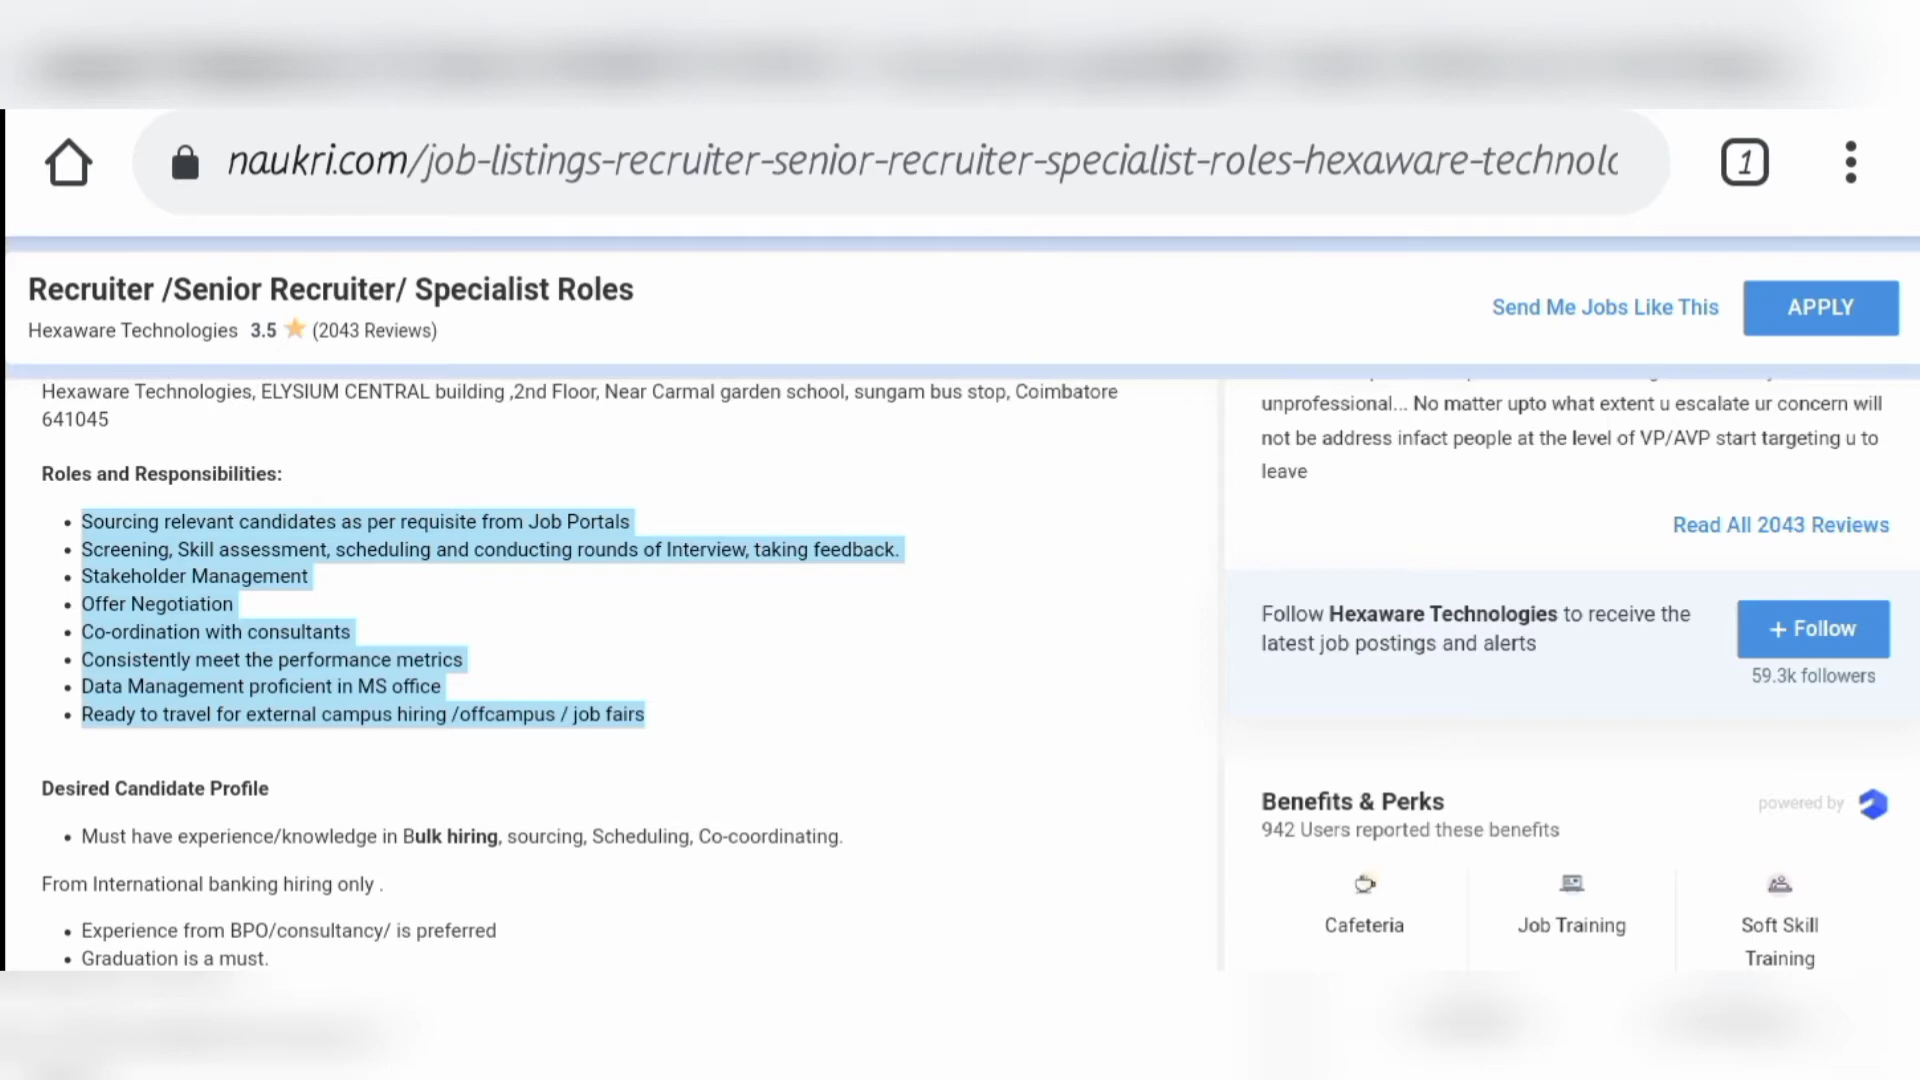 naukri.com/job-listings-recruiter-senior-recruiter-specialist-roles-hexaware-technolo
1
Recruiter /Senior Recruiter/ Specialist Roles
Hexaware Technologies 3.5 (2043 Reviews)
Send Me Jobs Like This
APPLY
Hexaware Technologies, ELYSIUM CENTRAL building ,2nd Floor, Near Carmal garden school, sungam bus stop, Coimbatore
641045
Roles and Responsibilities:
• Sourcing relevant candidates as per requisite from Job Portals
• Screening, Skill assessment, scheduling and conducting rounds of Interview, taking feedback.
• Stakeholder Management
• Offer Negotiation
• Co-ordination with consultants
• Consistently meet the performance metrics
• Data Management proficient in MS office
• Ready to travel for external campus hiring /offcampus / job fairs
Desired Candidate Profile
• Must have experience/knowledge in Bulk hiring, sourcing, Scheduling, Co-coordinating.
From International banking hiring only .
• Experience from BPO/consultancy/ is preferred
• Graduation is a must.
unprofessional... No matter upto what extent u escalate ur concern will
not be address infact people at the level of VP/AVP start targeting u to
leave
Read All 2043 Reviews
Follow Hexaware Technologies to receive the
latest job postings and alerts
+ Follow
59.3k followers
Benefits & Perks
powered by
942 Users reported these benefits
Cafeteria
Job Training
Soft Skill
Training